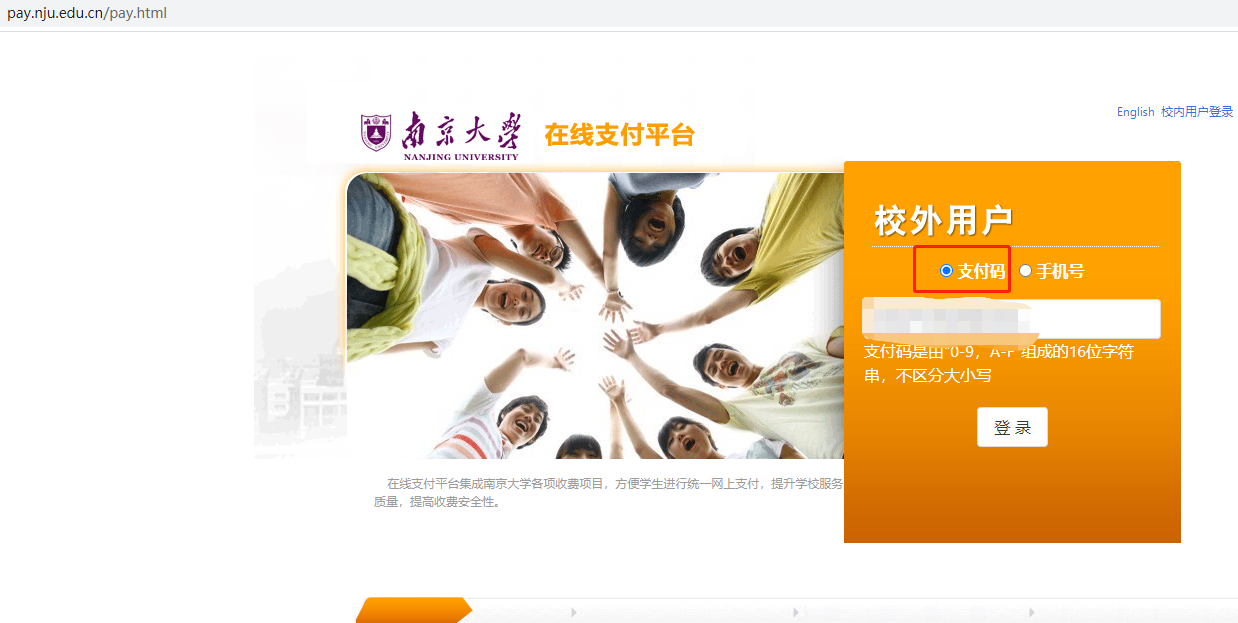 pay.nju.edu.cn/pay.html
English 校内用户登录
南京大学
NANJING UNIVERSITY
在线支付平台
校外用户
支付码 手机号
支付码是由"0-9，A-F"组成的16位字符
串，不区分大小写
登 录
在线支付平台集成南京大学各项收费项目，方便学生进行统一网上支付，提升学校服务
质量，提高收费安全性。